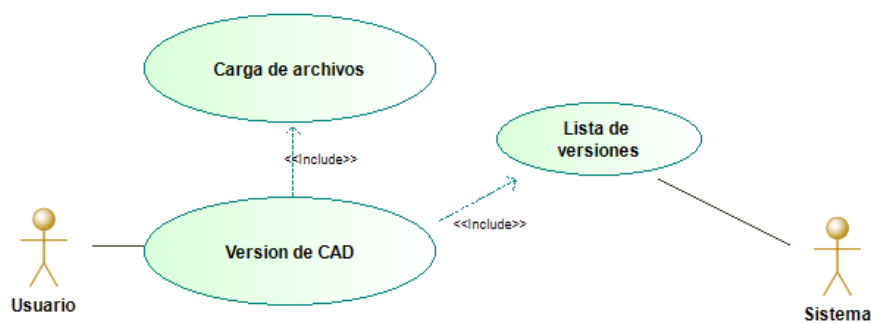 Carga de archivos
Lista de
versiones
<<Include>>
<<Include>>
Version de CAD
Usuario
Sistema